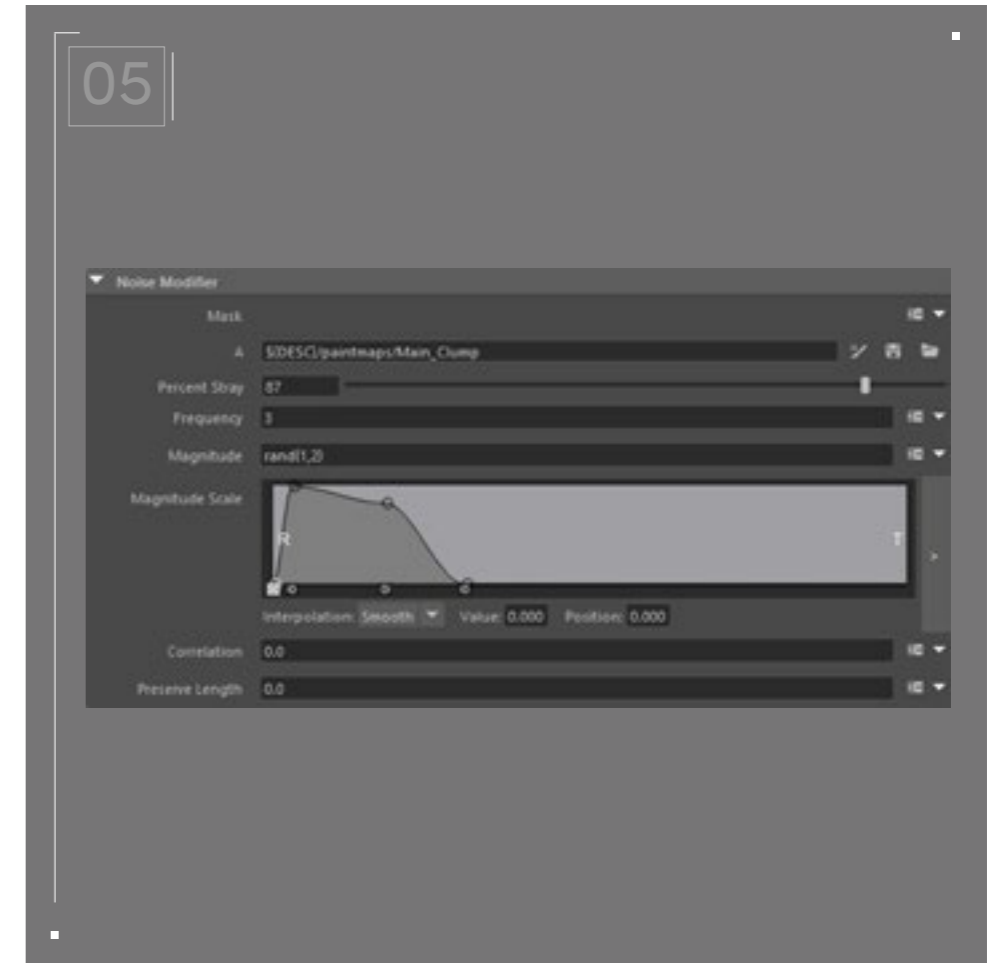 05
Noise Modifier
Mask
A ${DESC}/paintmaps/Main_Clump
Percent Stray 87
Frequency 3
Magnitude rand(1,2)
Magnitude Scale
R T
>
Interpolation: Smooth Value: 0.000 Position: 0.000
Correlation 0.0
Preserve Length 0.0